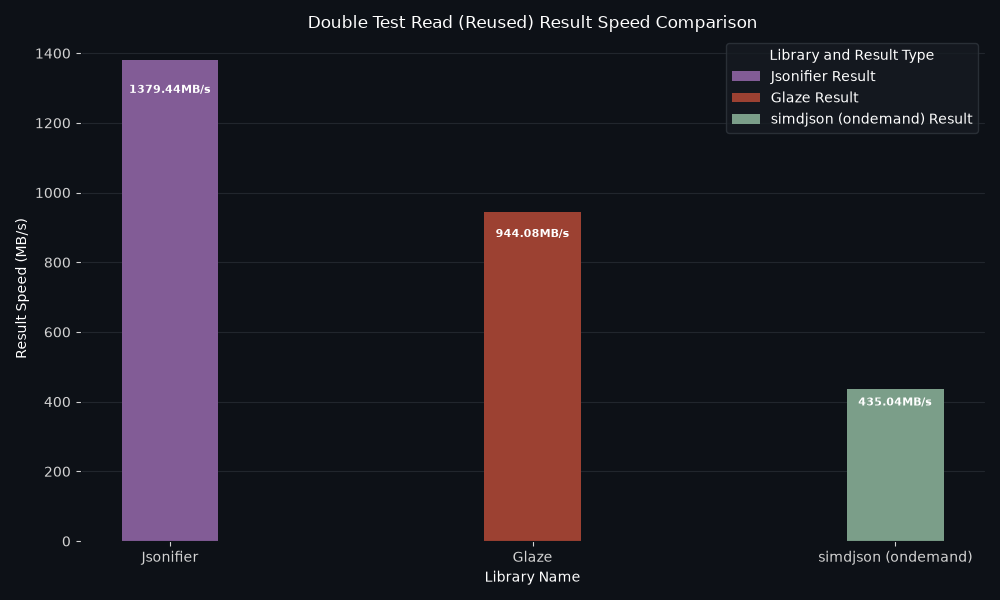 Double Test Read (Reused) Result Speed Comparison
Library and Result Type
Jsonifier Result
Glaze Result
simdjson (ondemand) Result
Result Speed (MB/s)
1400
1200
1000
800
600
400
200
0
1379.44MB/s
944.08MB/s
435.04MB/s
Jsonifier
Glaze
simdjson (ondemand)
Library Name